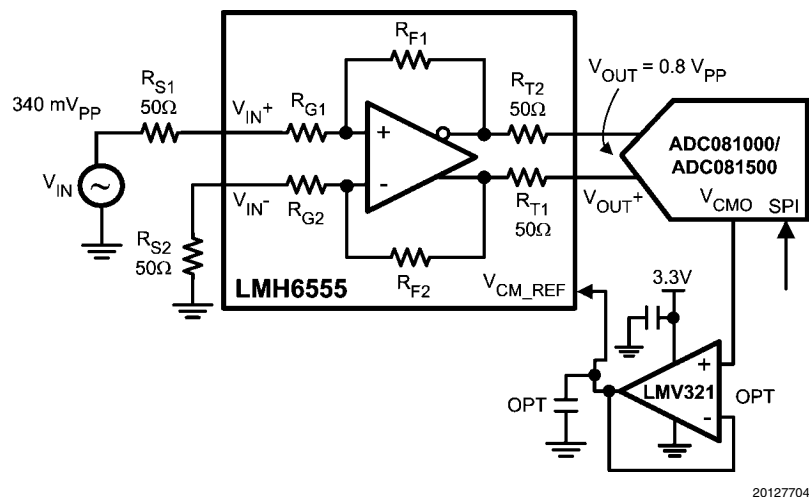 R_F1
R_S1
50Ω
340 mV_PP
V_IN^+
R_G1
+
R_T2
50Ω
V_OUT = 0.8 V_PP
ADC081000/
ADC081500
V_IN
~
V_IN^-
R_G2
-
R_T1
50Ω
V_OUT^+
V_CMO
SPI
R_S2
50Ω
LMH6555
R_F2
V_CM_REF
3.3V
+
LMV321
-
OPT
OPT
20127704